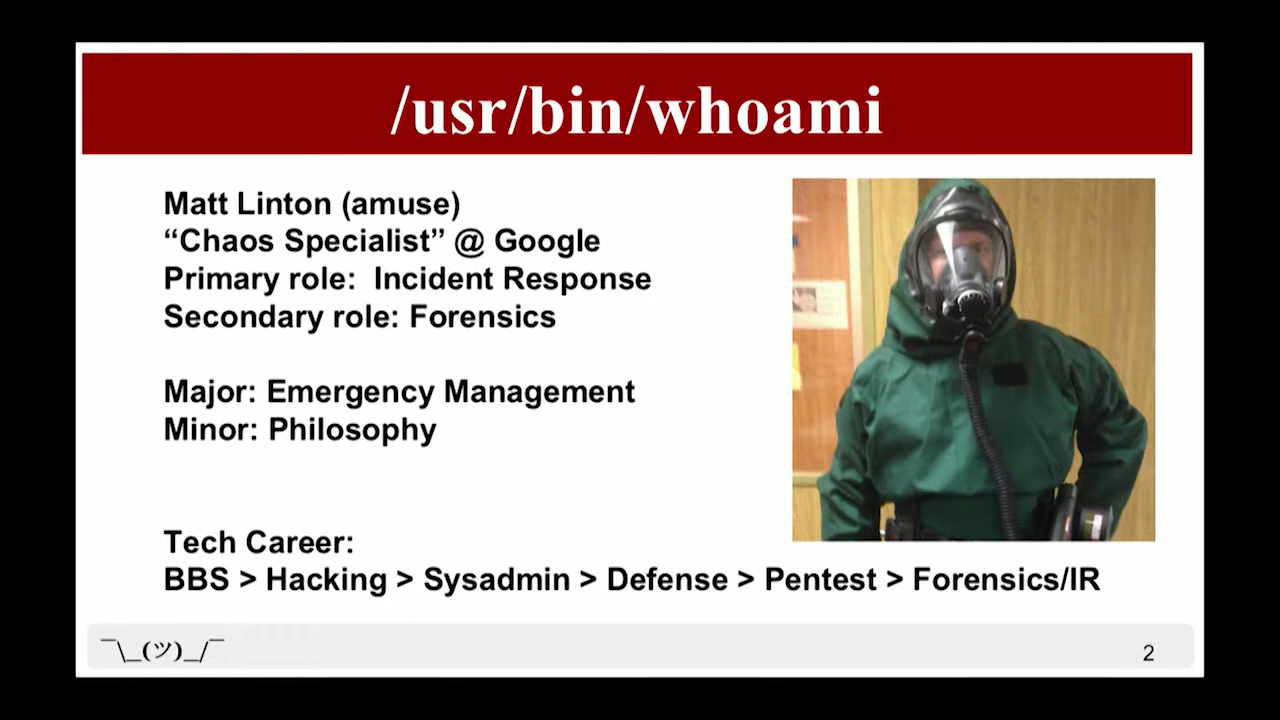 /usr/bin/whoami
Matt Linton (amuse)
“Chaos Specialist” @ Google
Primary role:  Incident Response
Secondary role: Forensics
Major: Emergency Management
Minor: Philosophy
Tech Career:
BBS > Hacking > Sysadmin > Defense > Pentest > Forensics/IR
¯\_(ツ)_/¯
2